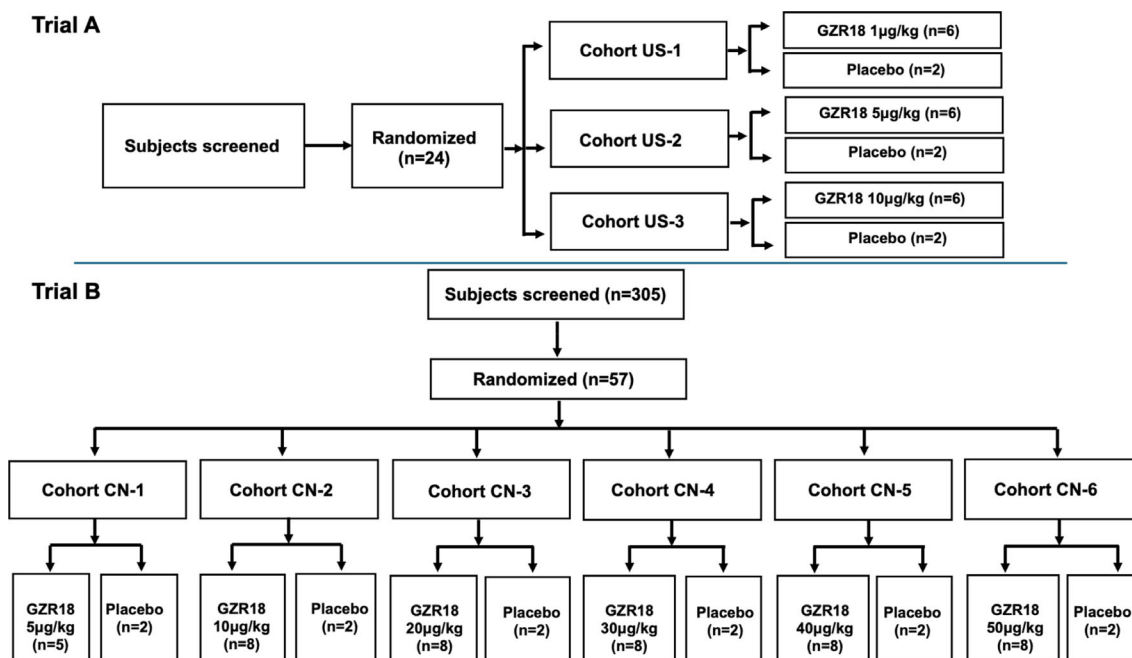 Trial A
Subjects screened
Randomized
(n=24)
Cohort US-1
GZR18 1µg/kg (n=6)
Placebo (n=2)
Cohort US-2
GZR18 5µg/kg (n=6)
Placebo (n=2)
Cohort US-3
GZR18 10µg/kg (n=6)
Placebo (n=2)
Trial B
Subjects screened (n=305)
Randomized (n=57)
Cohort CN-1
Cohort CN-2
Cohort CN-3
Cohort CN-4
Cohort CN-5
Cohort CN-6
GZR18
5µg/kg
(n=5)
Placebo
(n=2)
GZR18
10µg/kg
(n=8)
Placebo
(n=2)
GZR18
20µg/kg
(n=8)
Placebo
(n=2)
GZR18
30µg/kg
(n=8)
Placebo
(n=2)
GZR18
40µg/kg
(n=8)
Placebo
(n=2)
GZR18
50µg/kg
(n=8)
Placebo
(n=2)